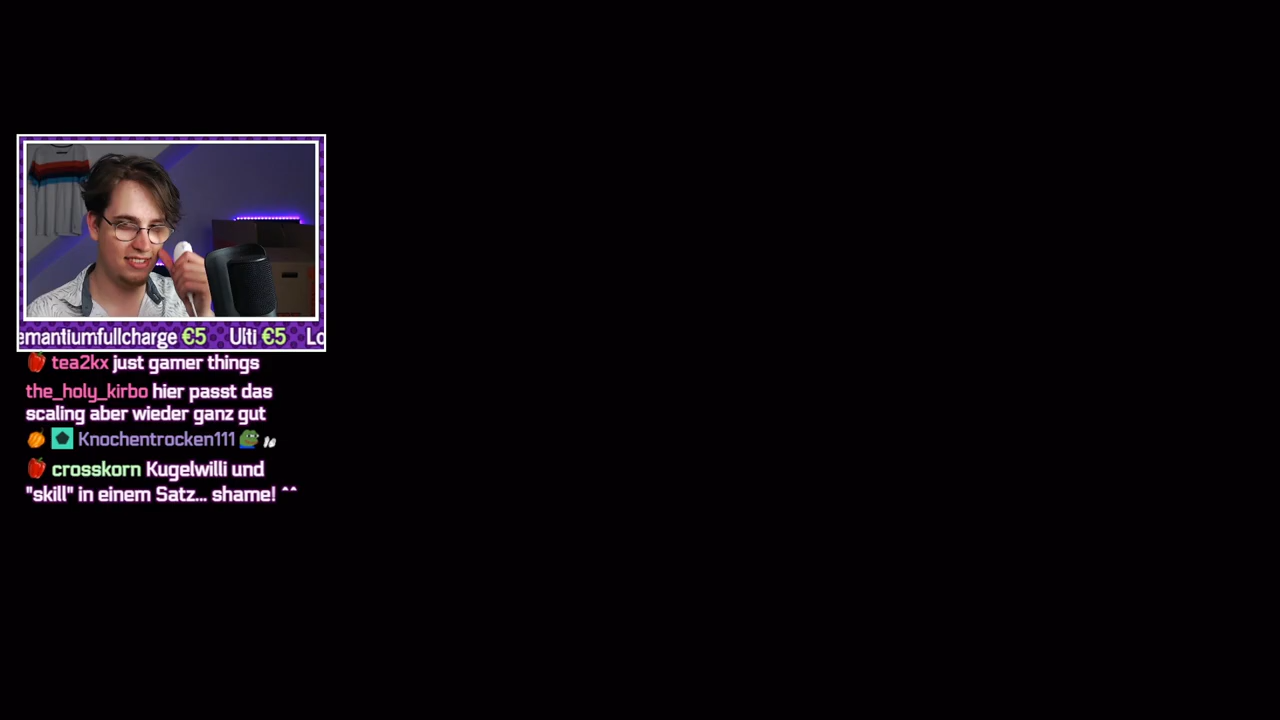 emantiumfullcharge €5 Ulti €5 Lo
tea2kx just gamer things
the_holy_kirbo hier passt das
scaling aber wieder ganz gut
Knochentrocken111
crosskorn Kugelwilli und
"skill" in einem Satz... shame! ^^